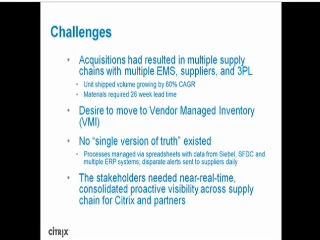 Challenges
Acquisitions had resulted in multiple supply
chains with multiple EMS, suppliers, and 3PL
Unit shipped volume growing by 60% CAGR
Materials required 26 week lead time
Desire to move to Vendor Managed Inventory
(VMI)
No “single version of truth” existed
Processes managed via spreadsheets with data from Siebel, SFDC and
multiple ERP systems; disparate alerts sent to suppliers daily
The stakeholders needed near-real-time,
consolidated proactive visibility across supply
chain for Citrix and partners
CITRIX